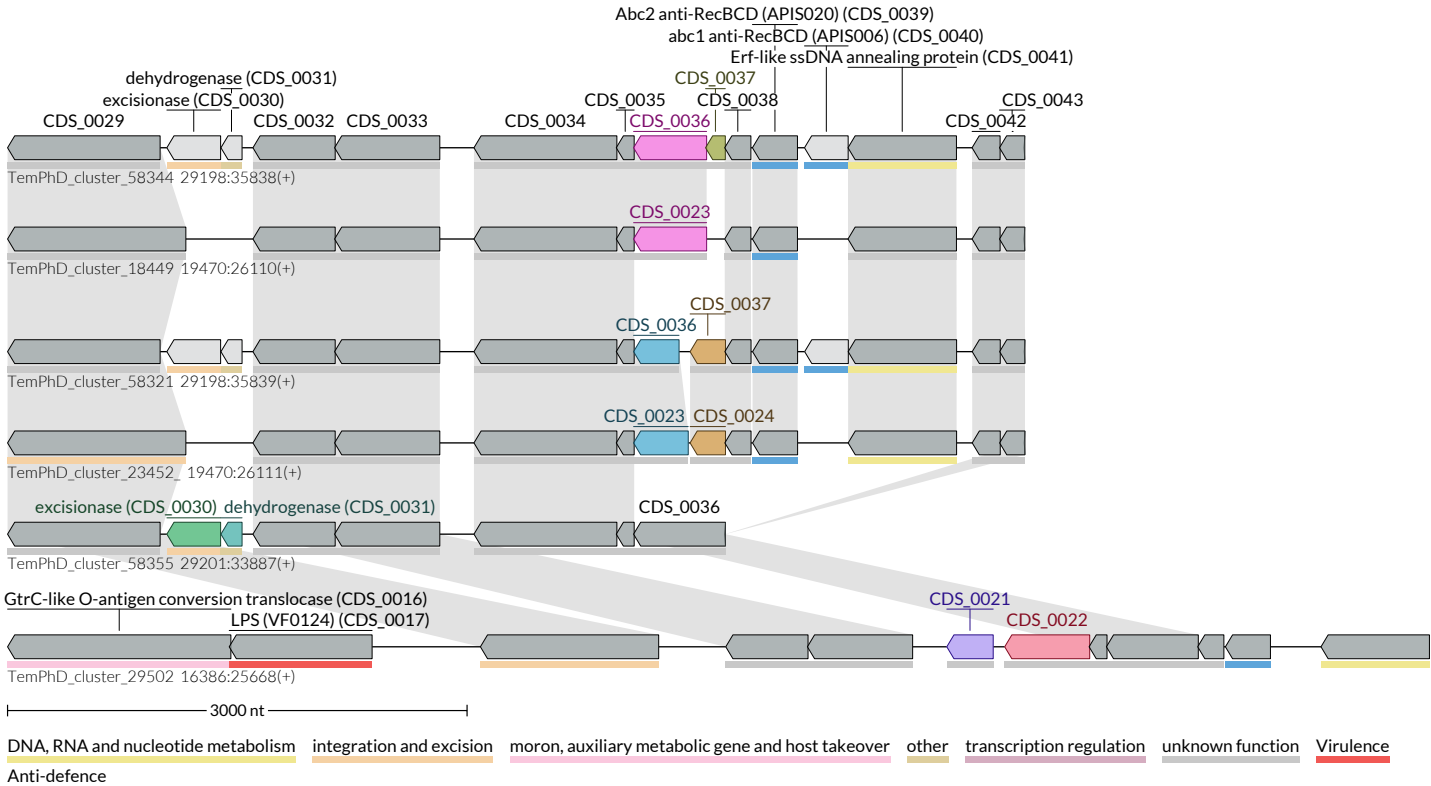 Abc2 anti-RecBCD (APIS020) (CDS_0039)
abc1 anti-RecBCD (APIS006) (CDS_0040)
Erf-like ssDNA annealing protein (CDS_0041)
dehydrogenase (CDS_0031) CDS_0037
excisionase (CDS_0030) CDS_0035 CDS_0038 CDS_0043
CDS_0029 CDS_0032 CDS_0033 CDS_0034 CDS_0036 CDS_0042
TemPhD_cluster_58344 29198:35838(+)
CDS_0023
TemPhD_cluster_18449 19470:26110(+)
CDS_0037
CDS_0036
TemPhD_cluster_58321 29198:35839(+)
CDS_0023 CDS_0024
TemPhD_cluster_23452_ 19470:26111(+)
excisionase (CDS_0030) dehydrogenase (CDS_0031) CDS_0036
TemPhD_cluster_58355 29201:33887(+)
GtrC-like O-antigen conversion translocase (CDS_0016) CDS_0021
LPS (VF0124) (CDS_0017) CDS_0022
TemPhD_cluster_29502 16386:25668(+)
3000 nt
DNA, RNA and nucleotide metabolism integration and excision moron, auxiliary metabolic gene and host takeover other transcription regulation unknown function Virulence
Anti-defence